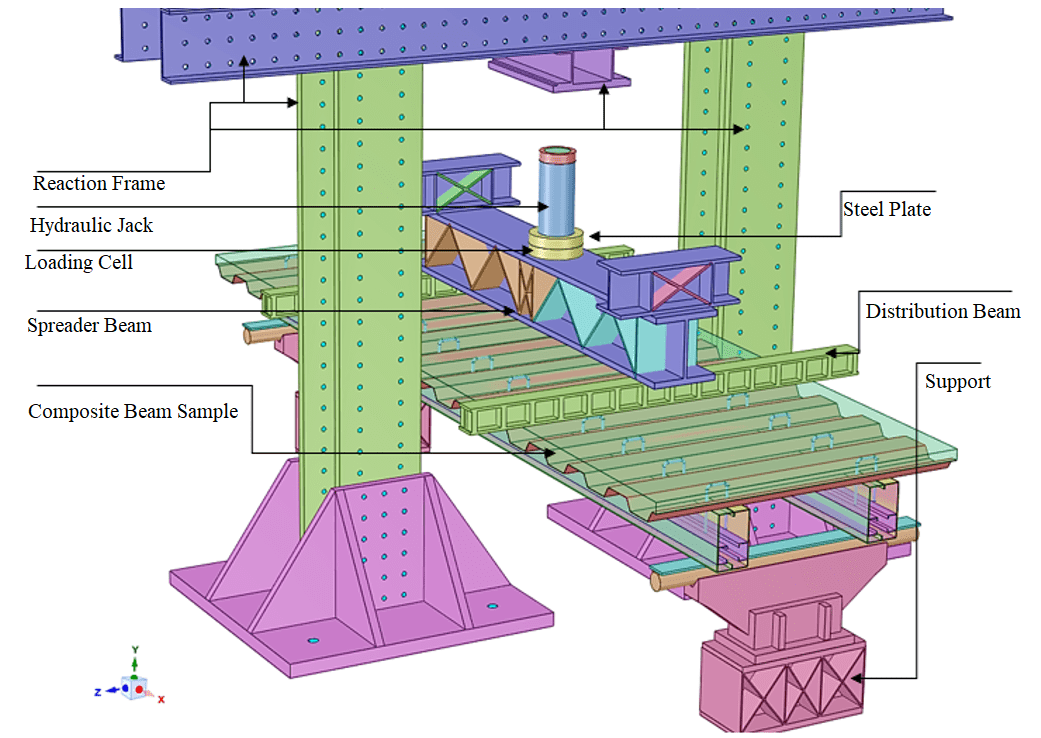 Reaction Frame
Hydraulic Jack
Steel Plate
Loading Cell
Distribution Beam
Spreader Beam
Support
Composite Beam Sample
Y
Z
X